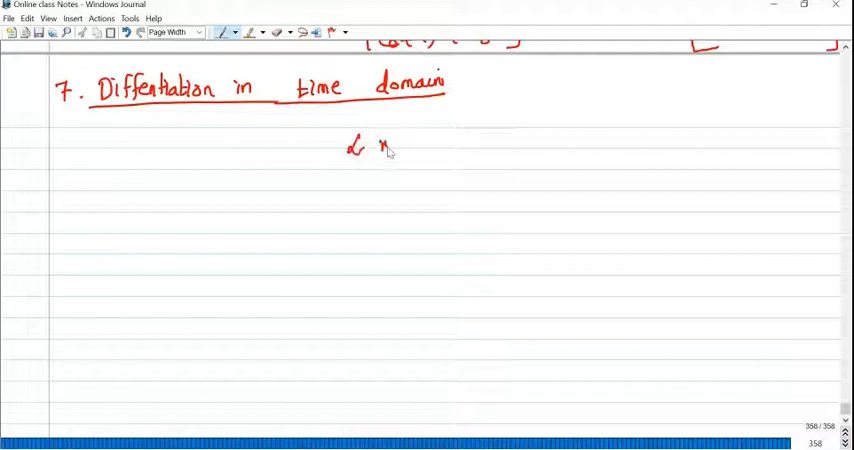 Online class Notes - Windows Journal
File Edit View Insert Actions Tools Help
Page Width
7. Diffentiation in time domain
L
358 / 358
358